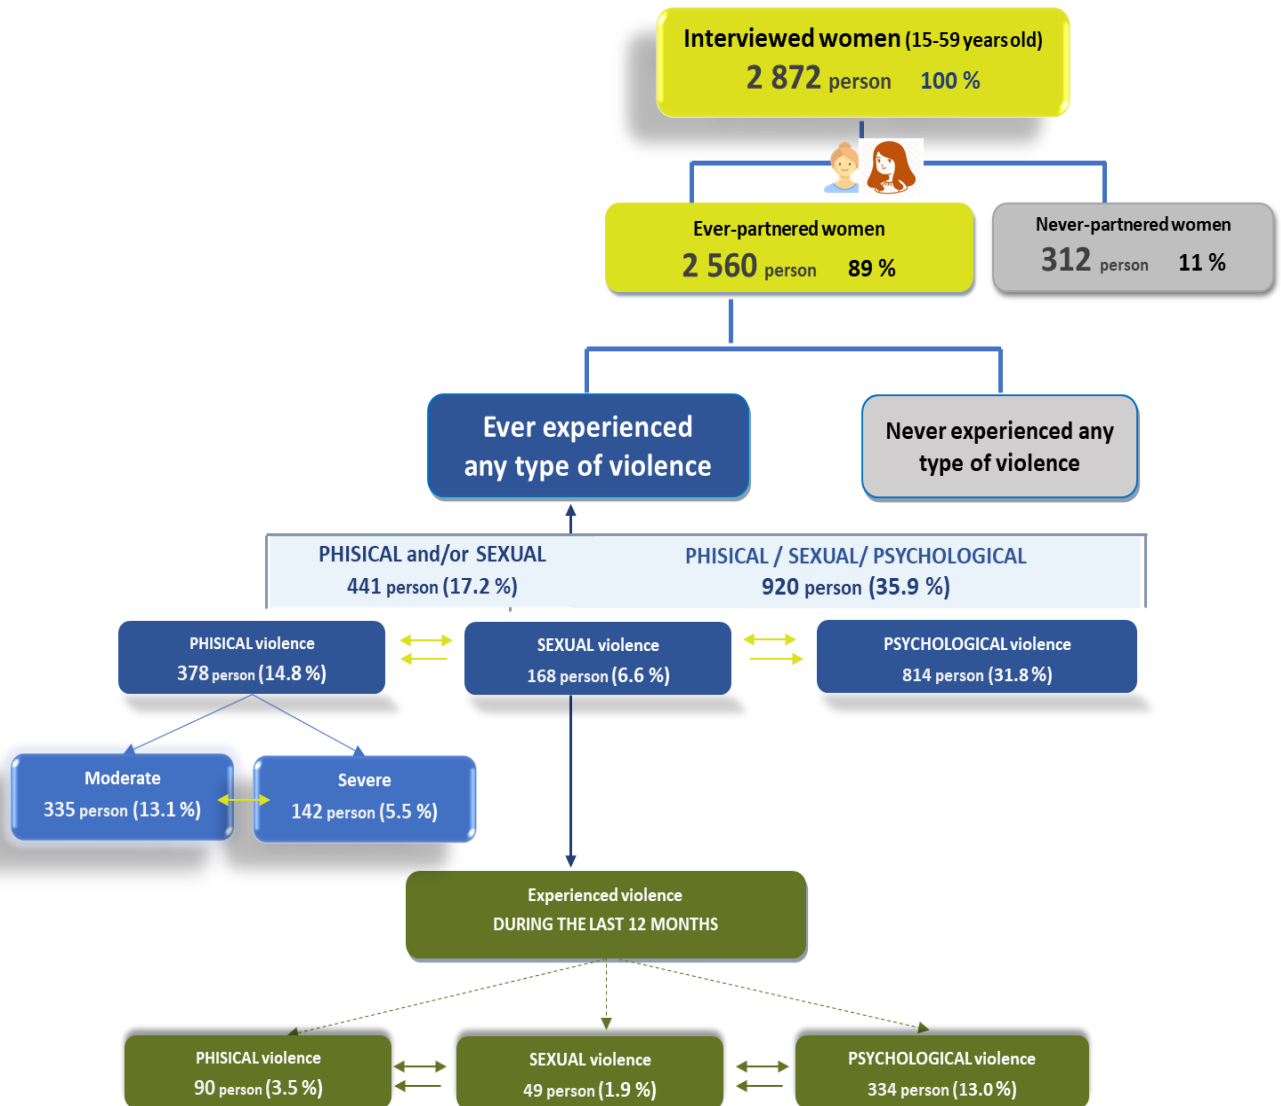 Interviewed women (15-59 years old)
2 872 person 100 %
Ever-partnered women
2 560 person 89 %
Never-partnered women
312 person 11 %
Ever experienced
any type of violence
Never experienced any
type of violence
PHISICAL and/or SEXUAL
441 person (17.2 %)
PHISICAL / SEXUAL/ PSYCHOLOGICAL
920 person (35.9 %)
PHISICAL violence
378 person (14.8 %)
SEXUAL violence
168 person (6.6 %)
PSYCHOLOGICAL violence
814 person (31.8 %)
Moderate
335 person (13.1 %)
Severe
142 person (5.5 %)
Experienced violence
DURING THE LAST 12 MONTHS
PHISICAL violence
90 person (3.5 %)
SEXUAL violence
49 person (1.9 %)
PSYCHOLOGICAL violence
334 person (13.0 %)